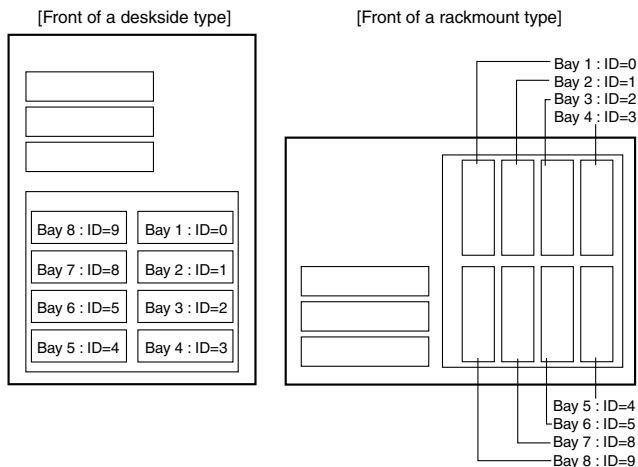 [Front of a deskside type]
[Front of a rackmount type]
Bay 8 : ID=9
Bay 1 : ID=0
Bay 7 : ID=8
Bay 2 : ID=1
Bay 6 : ID=5
Bay 3 : ID=2
Bay 5 : ID=4
Bay 4 : ID=3
Bay 1 : ID=0
Bay 2 : ID=1
Bay 3 : ID=2
Bay 4 : ID=3
Bay 5 : ID=4
Bay 6 : ID=5
Bay 7 : ID=8
Bay 8 : ID=9